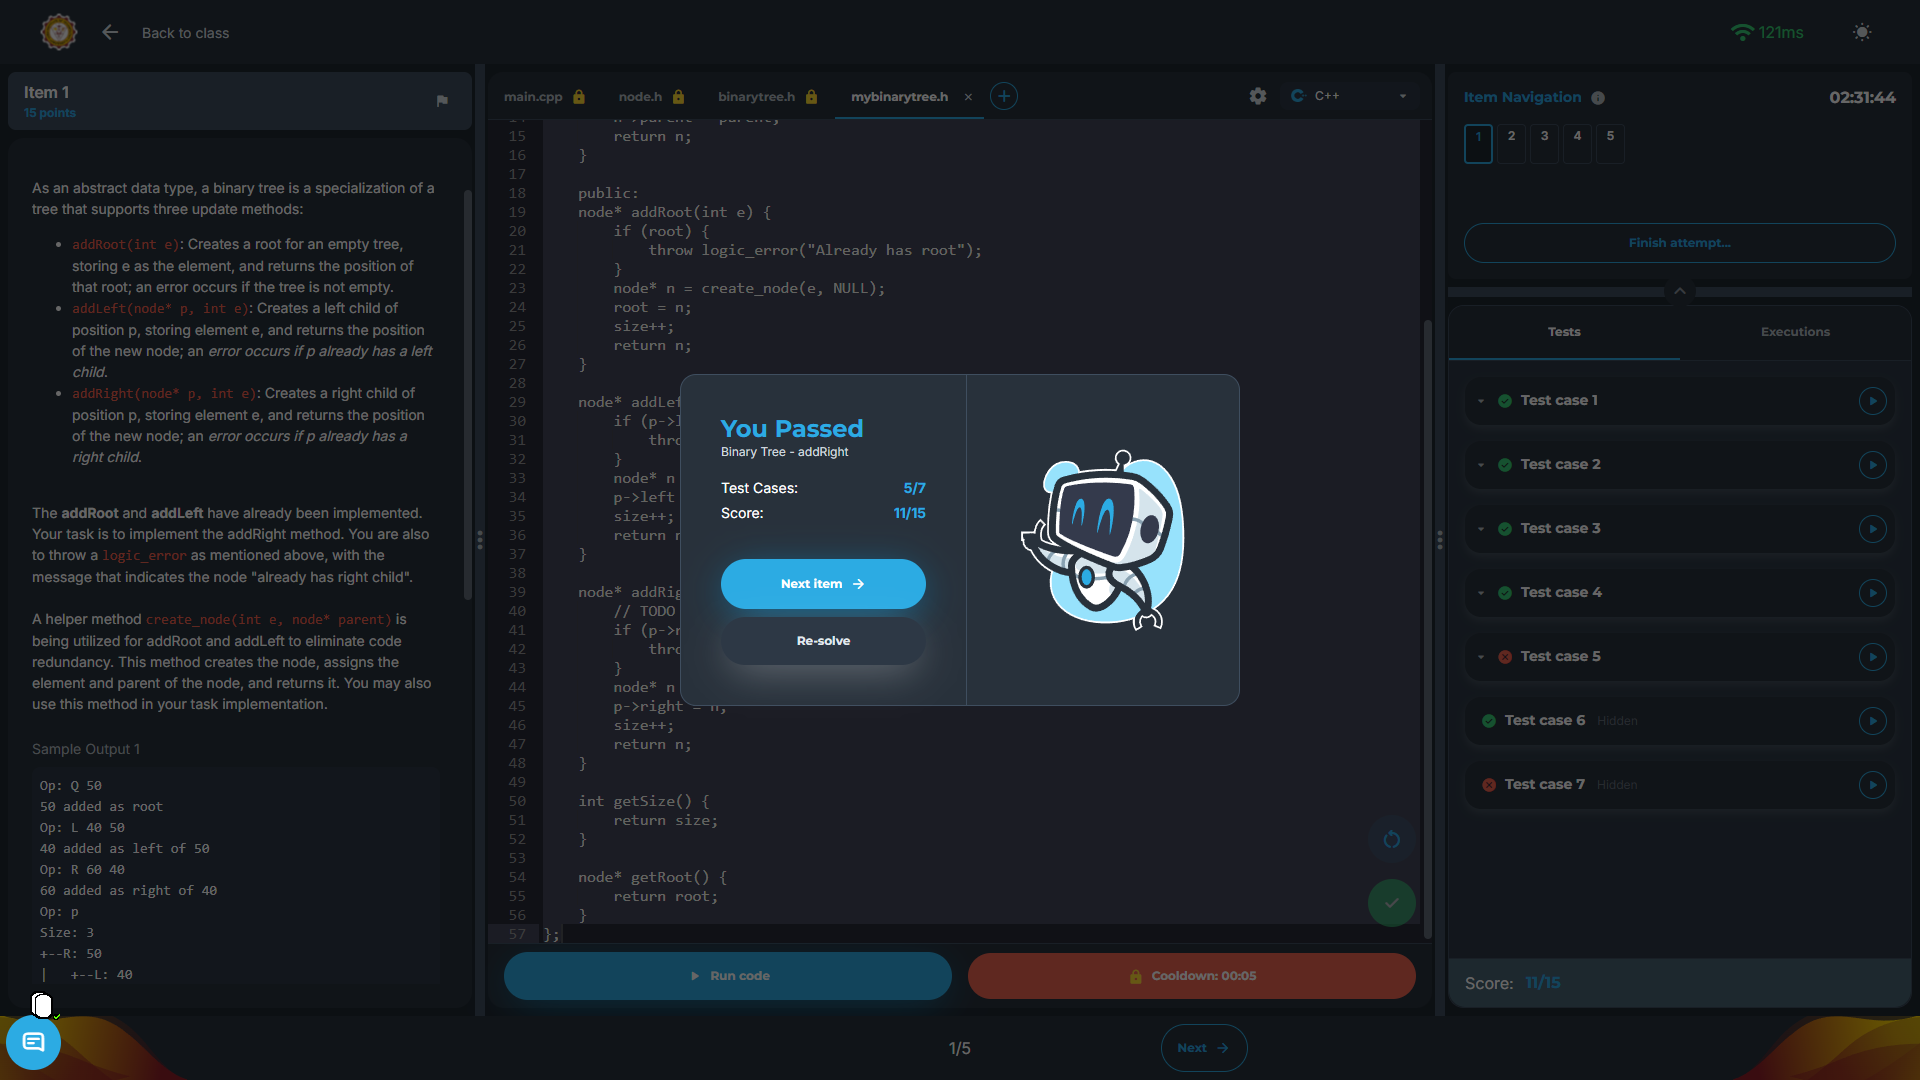 Back to class
121ms
Item 1
15 points
As an abstract data type, a binary tree is a specialization of a
tree that supports three update methods:
addRoot(int e): Creates a root for an empty tree,
storing e as the element, and returns the position of
that root; an error occurs if the tree is not empty.
addLeft(node* p, int e): Creates a left child of
position p, storing element e, and returns the position
of the new node; an error occurs if p already has a left
child.
addRight(node* p, int e): Creates a right child of
position p, storing element e, and returns the position
of the new node; an error occurs if p already has a
right child.
The addRoot and addLeft have already been implemented.
Your task is to implement the addRight method. You are also
to throw a logic_error as mentioned above, with the
message that indicates the node "already has right child".
A helper method create_node(int e, node* parent) is
being utilized for addRoot and addLeft to eliminate code
redundancy. This method creates the node, assigns the
element and parent of the node, and returns it. You may also
use this method in your task implementation.
Sample Output 1
Op: Q 50
50 added as root
Op: L 40 50
40 added as left of 50
Op: R 60 40
60 added as right of 40
Op: p
Size: 3
+--R: 50
|   +--L: 40
main.cpp
node.h
binarytree.h
mybinarytree.h
C++
15 return n;
16 }
17
18 public:
19 node* addRoot(int e) {
20 if (root) {
21 throw logic_error("Already has root");
22 }
23 node* n = create_node(e, NULL);
24 root = n;
25 size++;
26 return n;
27 }
28
29 node* addLef
30 if (p->l
31 thro
32 }
33 node* n
34 p->left
35 size++;
36 return n
37 }
38
39 node* addRig
40 // TODO
41 if (p->r
42 thro
43 }
44 node* n
45 p->right = n;
46 size++;
47 return n;
48 }
49
50 int getSize() {
51 return size;
52 }
53
54 node* getRoot() {
55 return root;
56 }
57 };
You Passed
Binary Tree - addRight
Test Cases: 5/7
Score: 11/15
Next item
Re-solve
Run code
Cooldown: 00:05
1/5
Next
Item Navigation
02:31:44
1 2 3 4 5
Finish attempt...
Tests
Executions
Test case 1
Test case 2
Test case 3
Test case 4
Test case 5
Test case 6 Hidden
Test case 7 Hidden
Score: 11/15